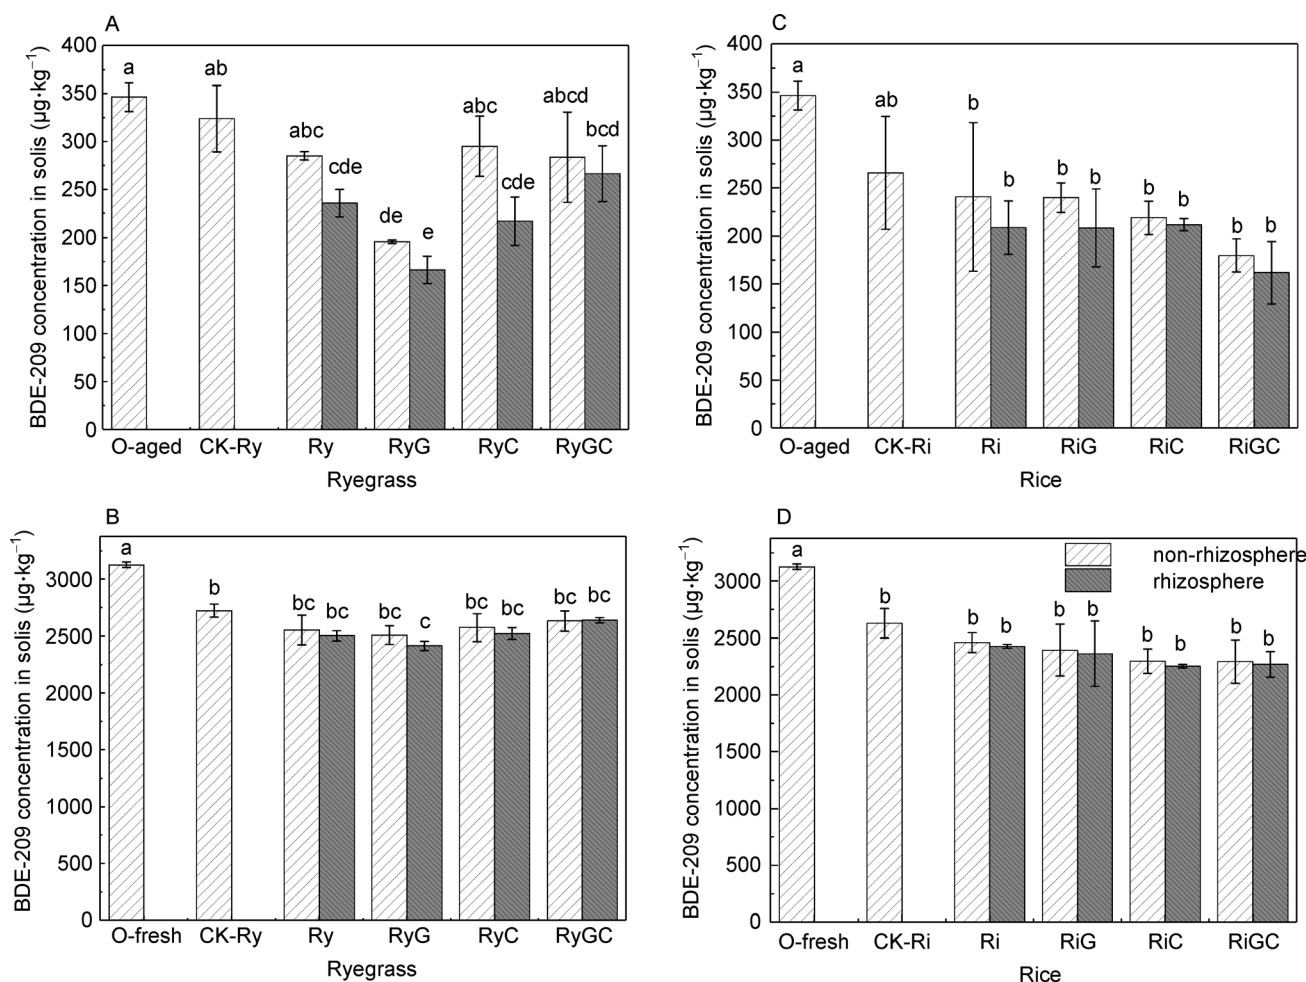 A
BDE-209 concentration in solis (μg·kg⁻¹)
400
350
300
250
200
150
100
50
0
a
ab
abc
cde
de
e
abc
cde
abcd
bcd
O-aged CK-Ry Ry RyG RyC RyGC
Ryegrass
C
BDE-209 concentration in solis (μg·kg⁻¹)
400
350
300
250
200
150
100
50
0
a
ab
b
b
b
b
b
b
b
b
O-aged CK-Ri Ri RiG RiC RiGC
Rice
B
BDE-209 concentration in solis (μg·kg⁻¹)
3000
2500
2000
1500
1000
500
0
a
b
bc
bc
bc
c
bc
bc
bc
bc
O-fresh CK-Ry Ry RyG RyC RyGC
Ryegrass
D
BDE-209 concentration in solis (μg·kg⁻¹)
3000
2500
2000
1500
1000
500
0
non-rhizosphere
rhizosphere
a
b
b
b
b
b
b
b
b
b
O-fresh CK-Ri Ri RiG RiC RiGC
Rice